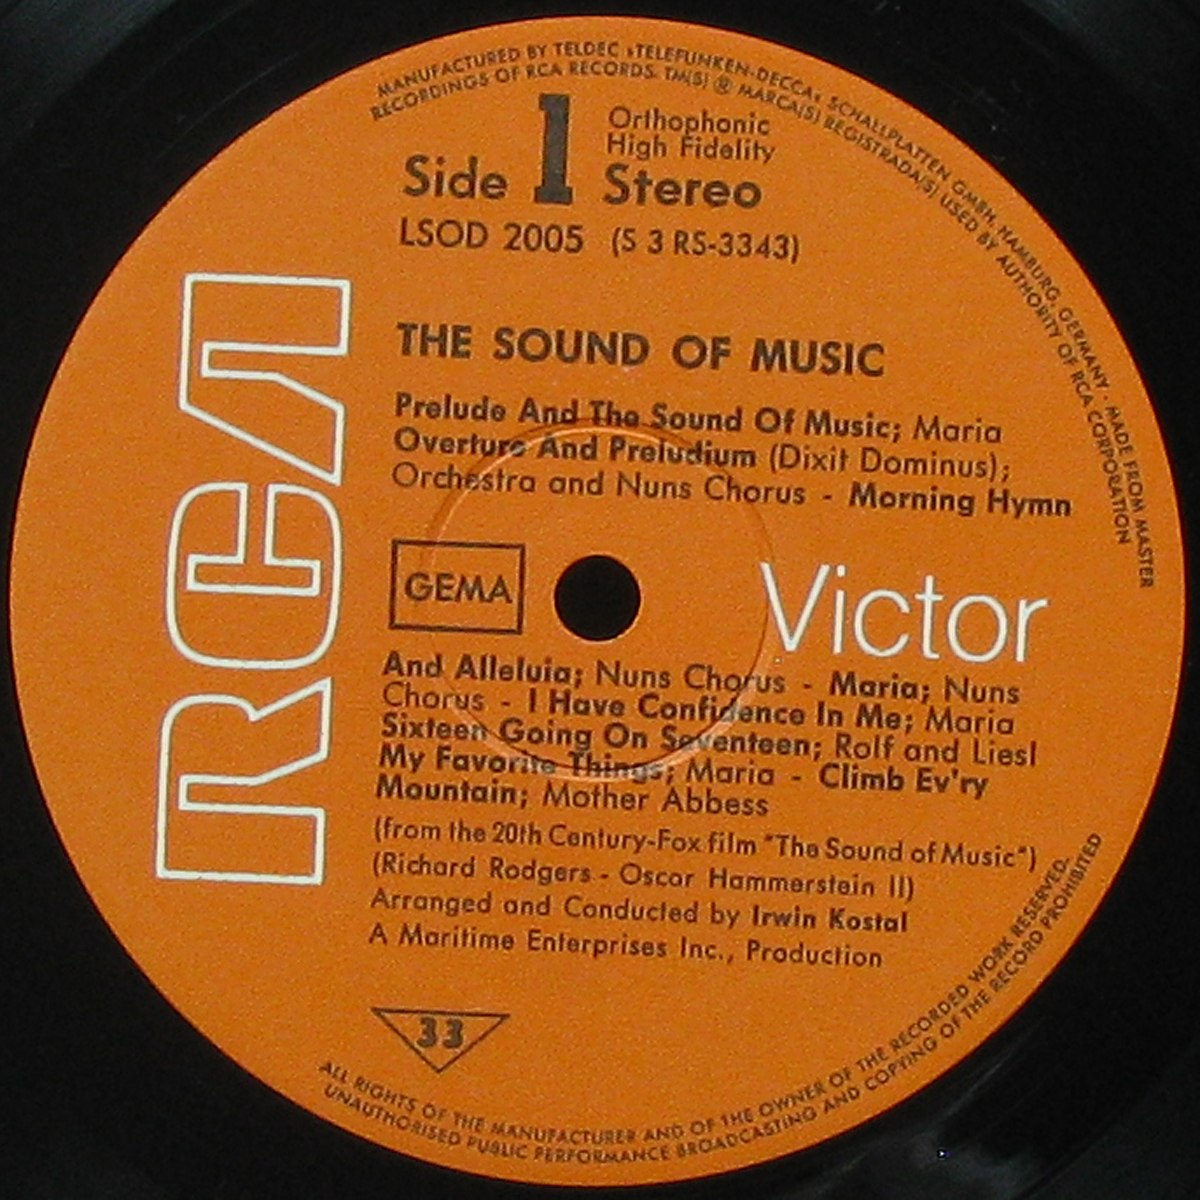 MANUFACTURED BY TELDEC »TELEFUNKEN-DECCA« SCHALLPLATTEN GMBH, HAMBURG, GERMANY · MADE FROM MASTER
RECORDINGS OF RCA RECORDS. TM(S) ® MARCA(S) REGISTRADA(S) USED BY AUTHORITY OF RCA CORPORATION
Side 1
Orthophonic
High Fidelity
Stereo
LSOD 2005 (S 3 RS-3343)
RCA
THE SOUND OF MUSIC
Prelude And The Sound Of Music; Maria
Overture And Preludium (Dixit Dominus);
Orchestra and Nuns Chorus - Morning Hymn
GEMA
Victor
And Alleluia; Nuns Chorus - Maria; Nuns
Chorus - I Have Confidence In Me; Maria
Sixteen Going On Seventeen; Rolf and Liesl
My Favorite Things; Maria - Climb Ev'ry
Mountain; Mother Abbess
(from the 20th Century-Fox film "The Sound of Music")
(Richard Rodgers - Oscar Hammerstein II)
Arranged and Conducted by Irwin Kostal
A Maritime Enterprises Inc., Production
33
ALL RIGHTS OF THE MANUFACTURER AND OF THE OWNER OF THE RECORDED WORK RESERVED.
UNAUTHORISED PUBLIC PERFORMANCE BROADCASTING AND COPYING OF THE RECORD PROHIBITED